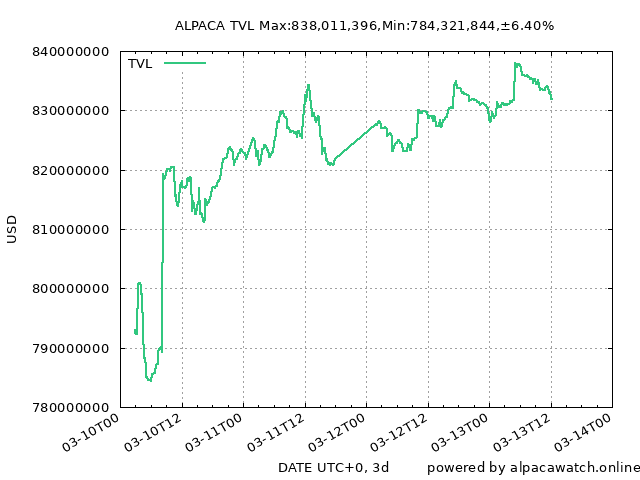 ALPACA TVL Max:838,011,396,Min:784,321,844,±6.40%
TVL
840000000
830000000
820000000
810000000
800000000
790000000
780000000
USD
03-10T00
03-10T12
03-11T00
03-11T12
03-12T00
03-12T12
03-13T00
03-13T12
03-14T00
DATE UTC+0, 3d
powered by alpacawatch.online